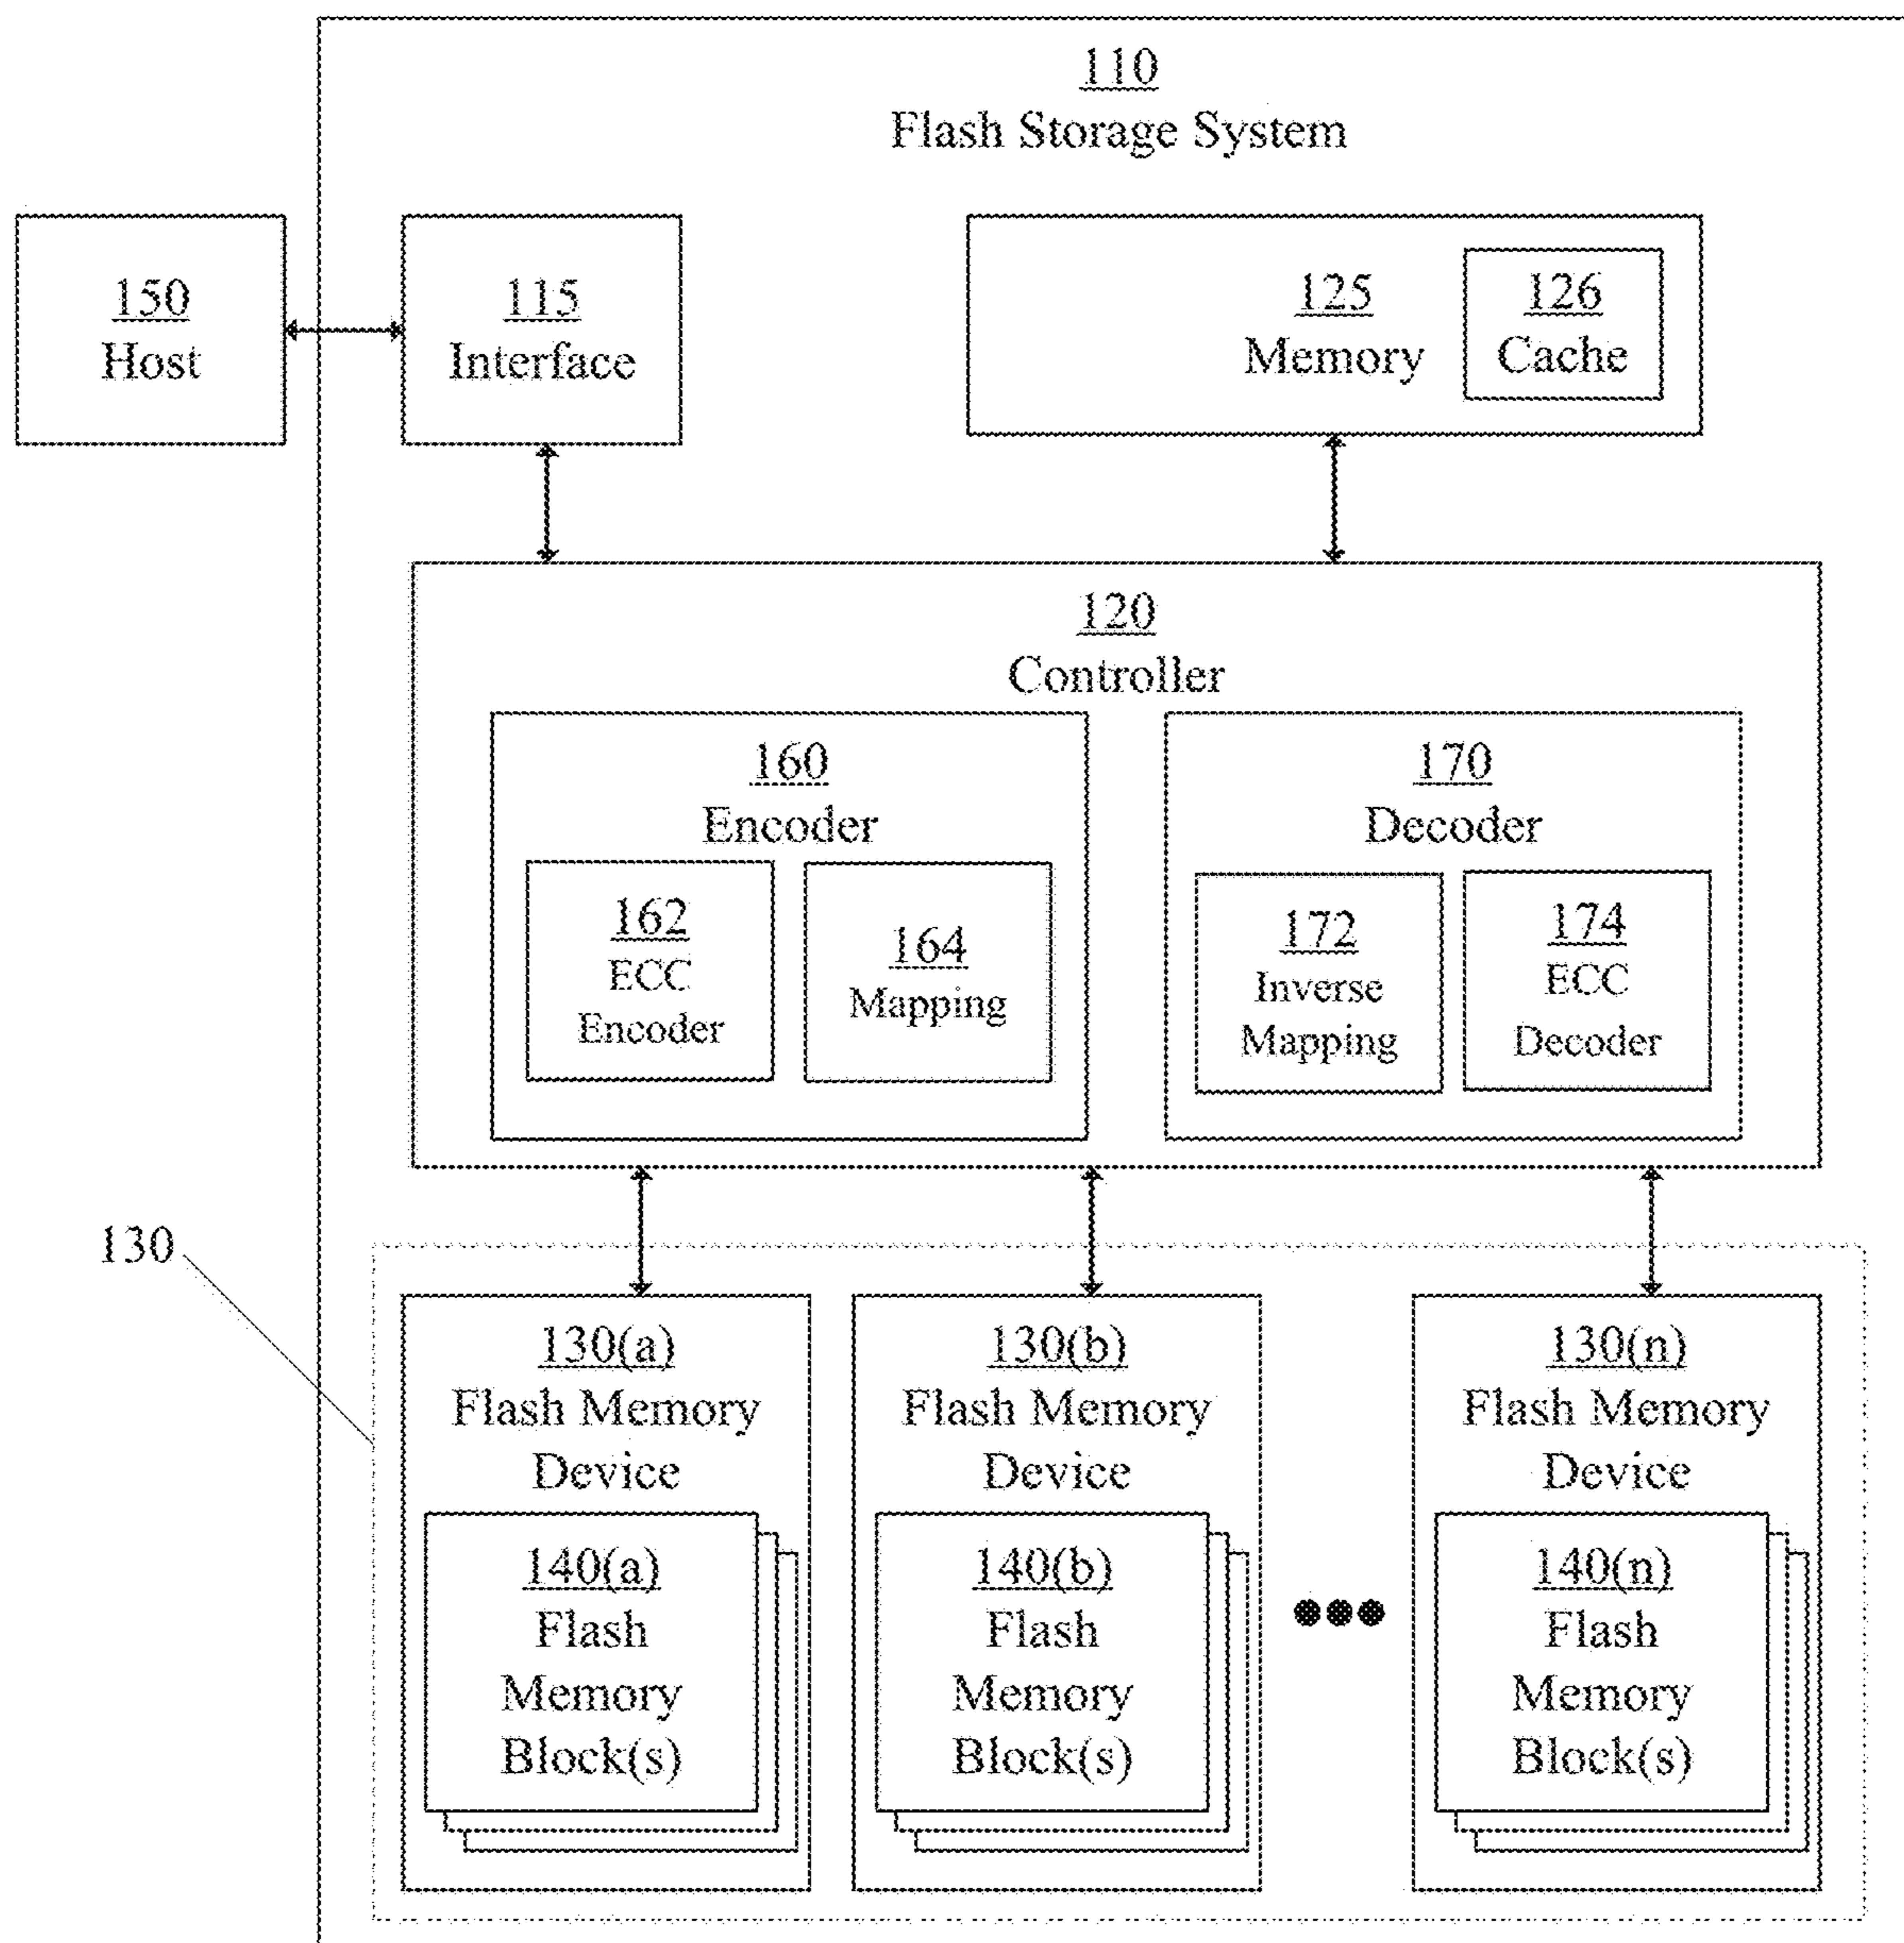 110
Flash Storage System
150
Host
115
Interface
125
Memory
126
Cache
120
Controller
160
Encoder
162
ECC
Encoder
164
Mapping
170
Decoder
172
Inverse
Mapping
174
ECC
Decoder
130
130(a)
Flash Memory
Device
140(a)
Flash
Memory
Block(s)
130(b)
Flash Memory
Device
140(b)
Flash
Memory
Block(s)
130(n)
Flash Memory
Device
140(n)
Flash
Memory
Block(s)